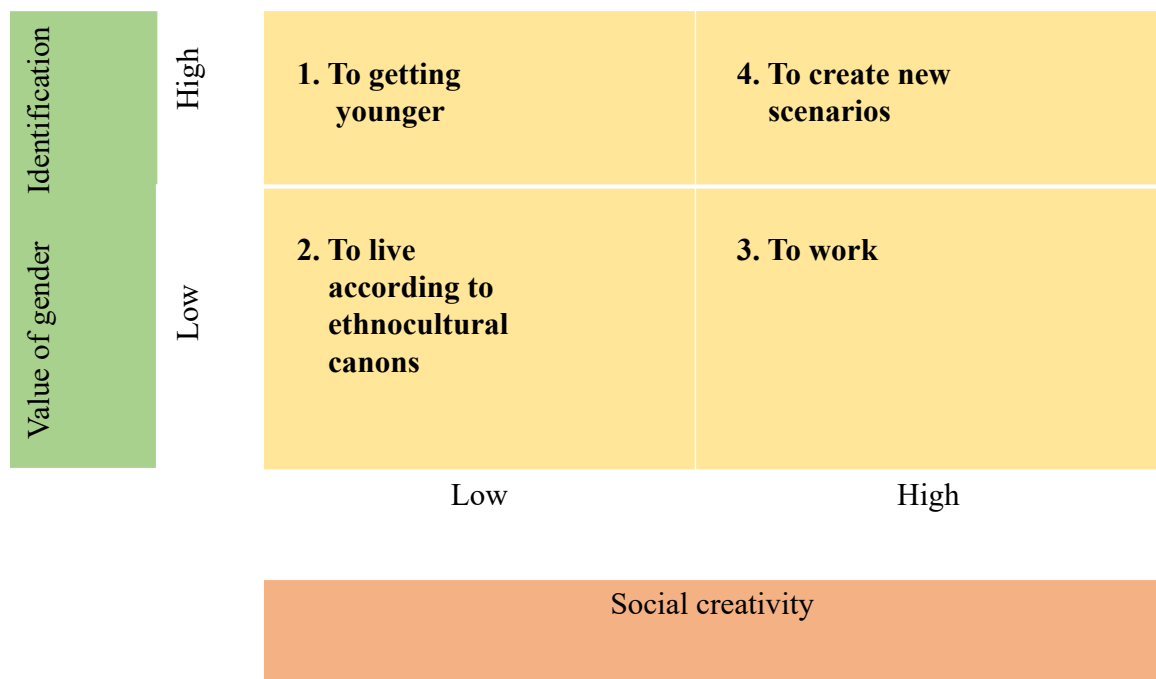 Value of gender Identification
High
Low
1. To getting
younger
4. To create new
scenarios
2. To live
according to
ethnocultural
canons
3. To work
Low
High
Social creativity